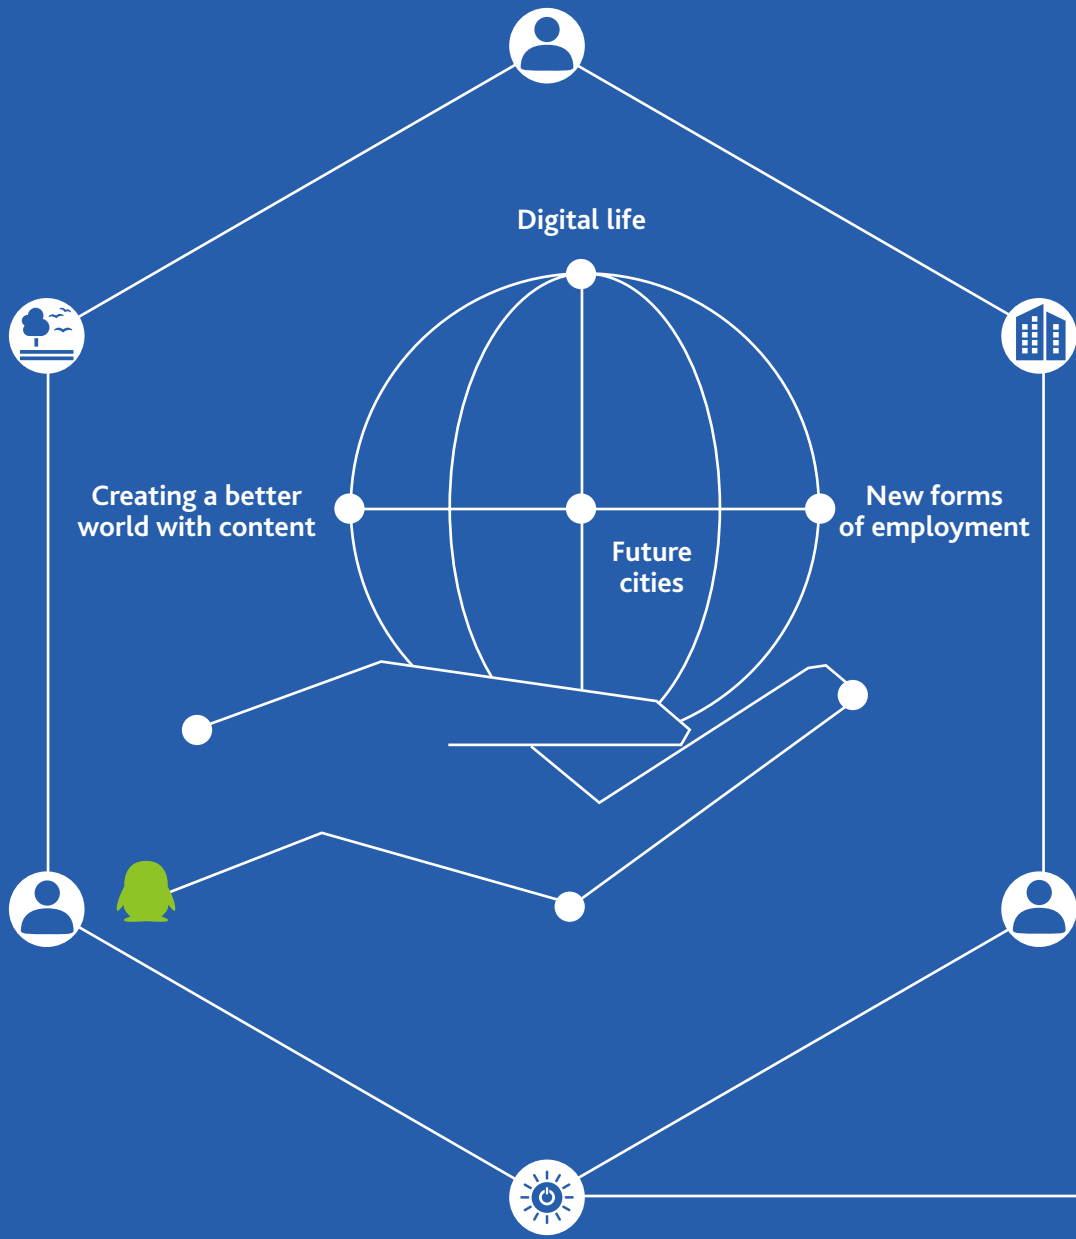 Digital life
Creating a better
world with content
New forms
of employment
Future
cities